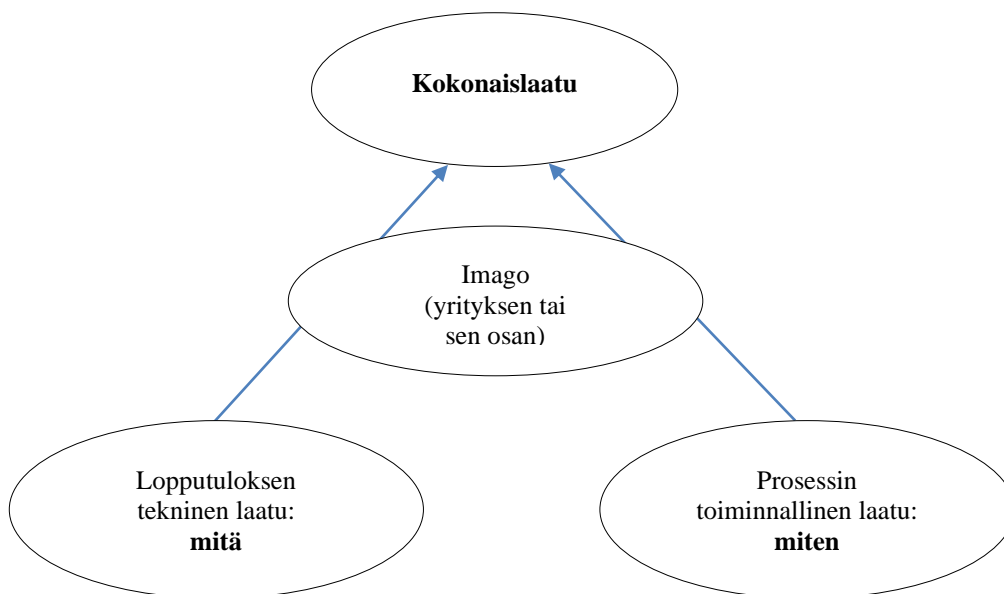 Kokonaislaatu
Imago
(yrityksen tai
sen osan)
Lopputuloksen
tekninen laatu:
mitä
Prosessin
toiminnallinen laatu:
miten